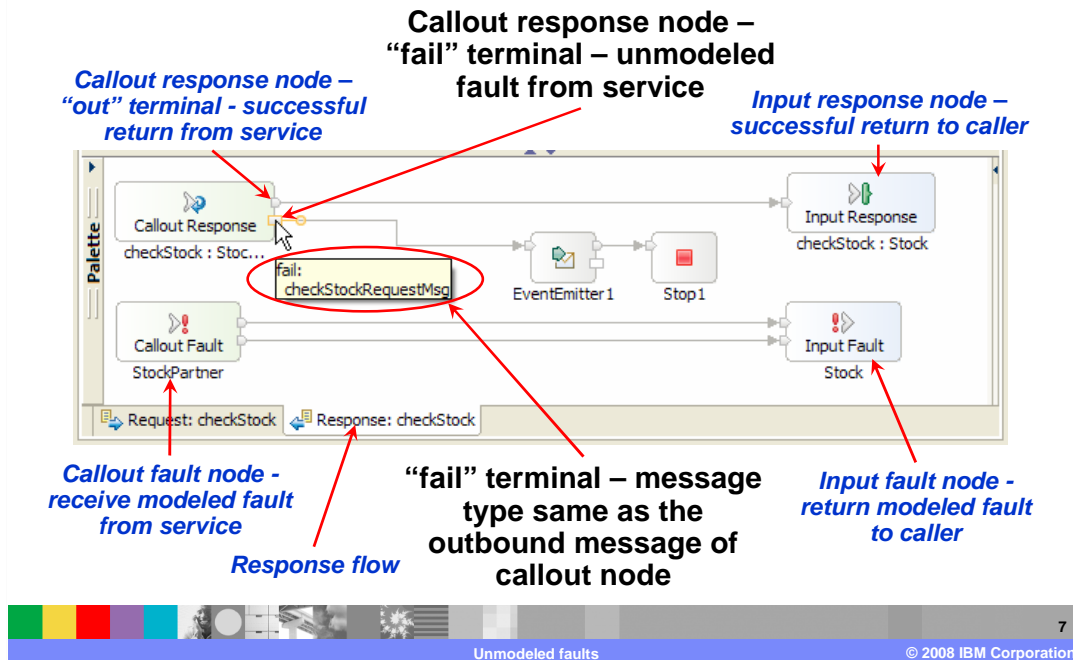 Callout response node –
“fail” terminal – unmodeled
fault from service
Callout response node –
“out” terminal - successful
return from service
Input response node –
successful return to caller
Palette
Callout Response
checkStock : Stoc...
Input Response
checkStock : Stock
fail:
checkStockRequestMsg
EventEmitter1
Stop1
Callout Fault
StockPartner
Input Fault
Stock
Request: checkStock
Response: checkStock
Callout fault node -
receive modeled fault
from service
“fail” terminal – message
type same as the
outbound message of
callout node
Input fault node -
return modeled fault
to caller
Response flow
7
Unmodeled faults
© 2008 IBM Corporation